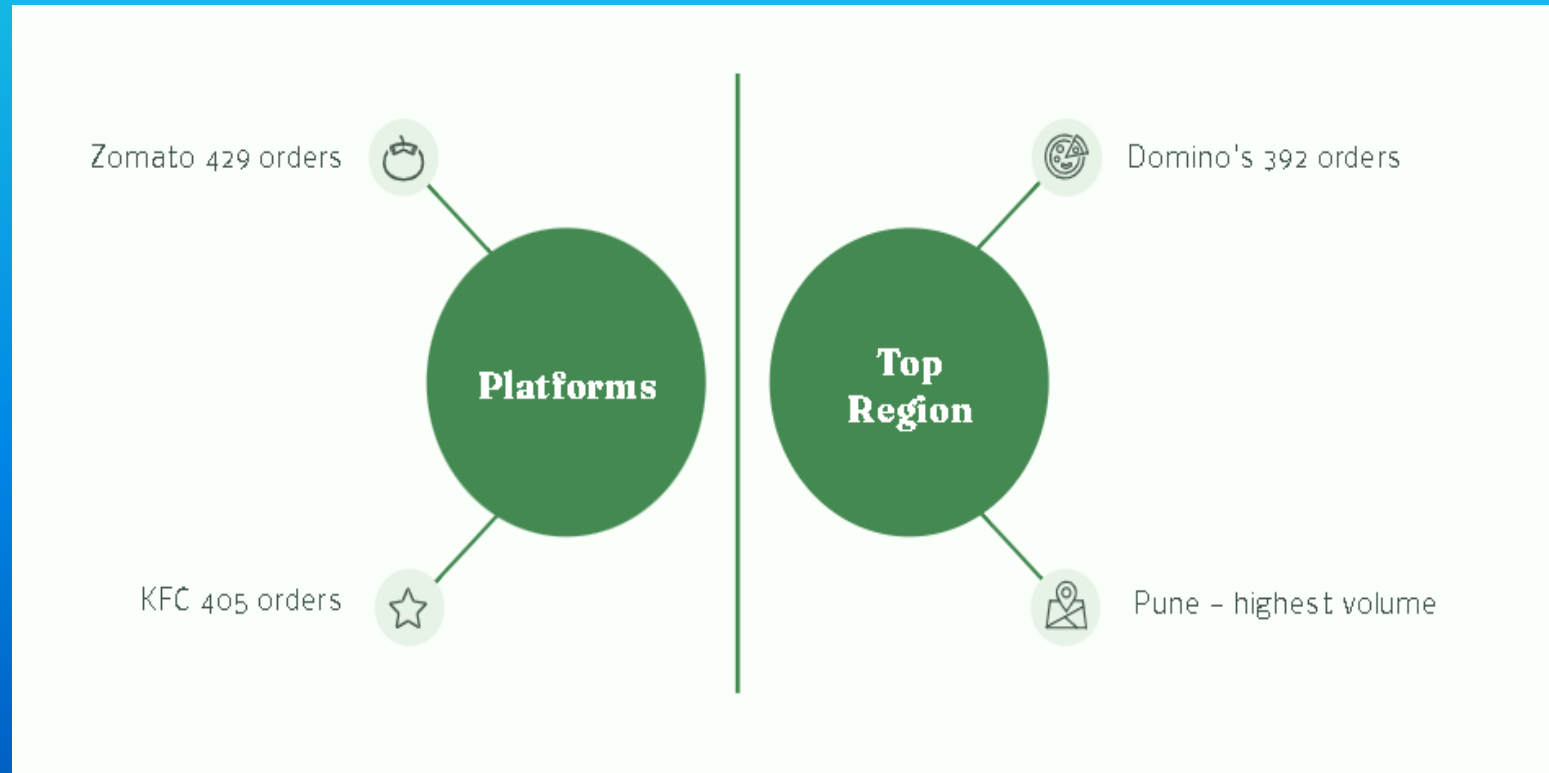 Zomato 429 orders
Platforms
KFC 405 orders
Domino's 392 orders
Top
Region
Pune – highest volume